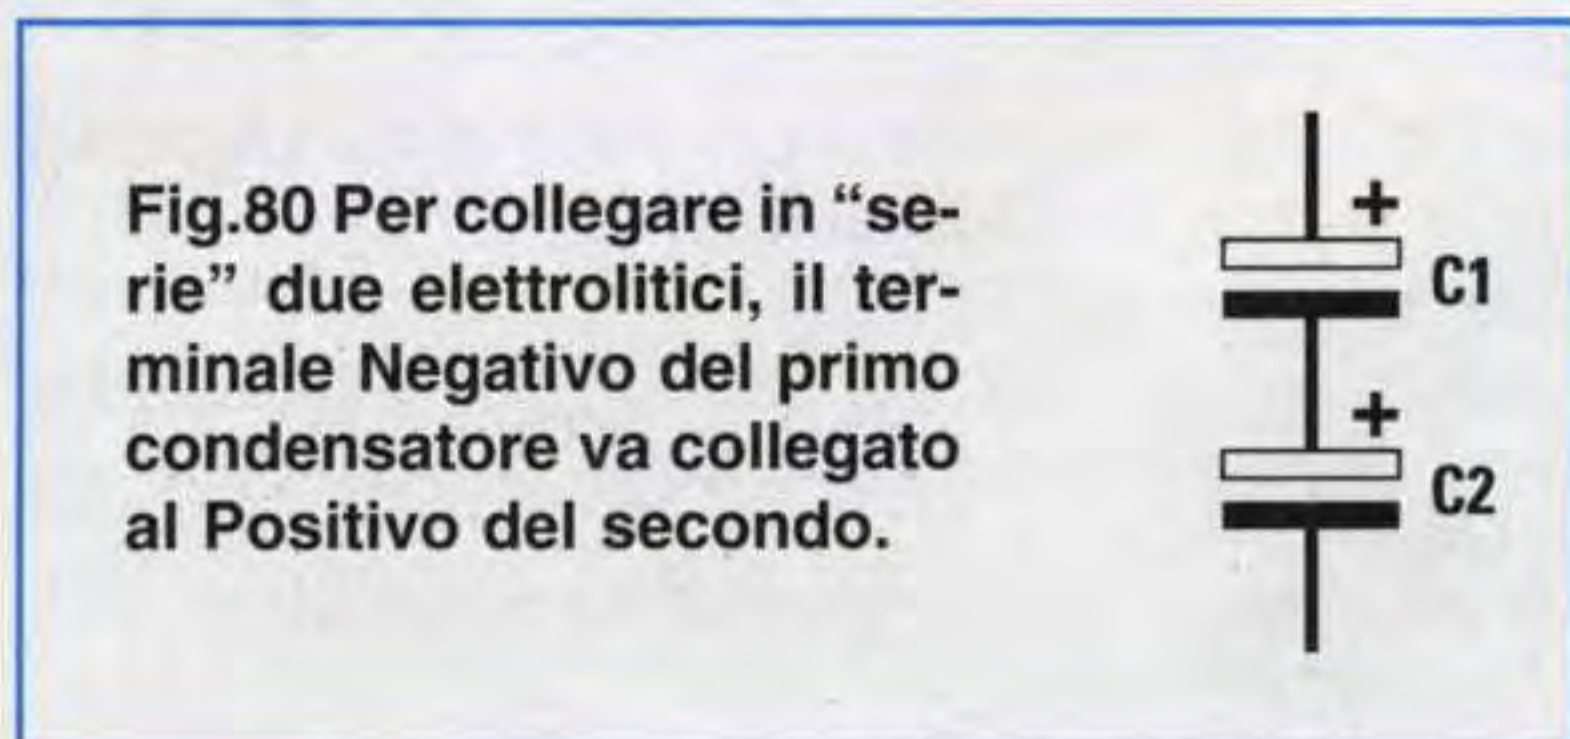 Fig.80 Per collegare in “se-
rie” due elettrolitici, il ter-
minale Negativo del primo
condensatore va collegato
al Positivo del secondo.
+
C1
+
C2